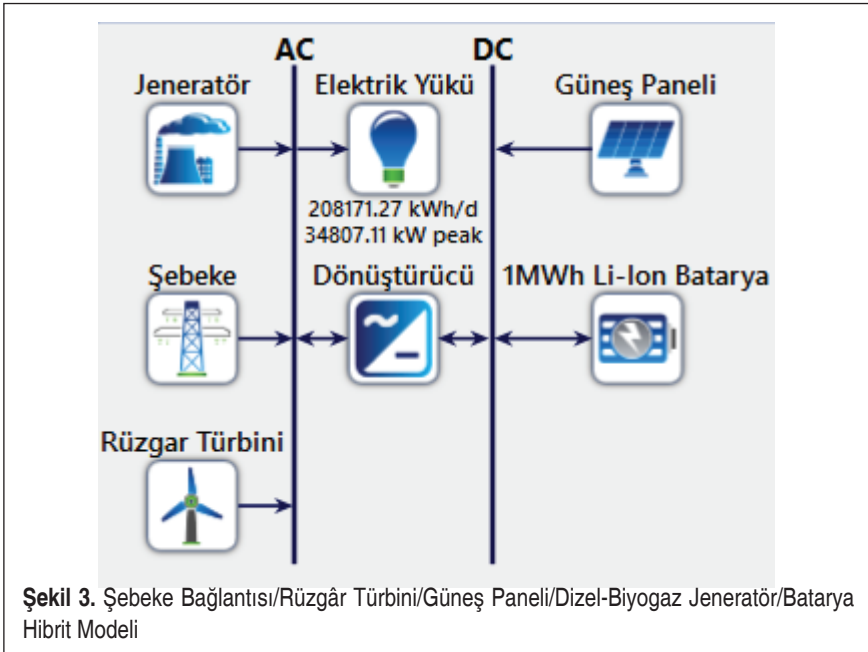 AC DC
Jeneratör Elektrik Yükü Güneş Paneli
208171.27 kWh/d
34807.11 kW peak
Şebeke Dönüştürücü 1MWh Li-Ion Batarya
Rüzgar Türbini
Şekil 3. Şebeke Bağlantısı/Rüzgâr Türbini/Güneş Paneli/Dizel-Biyogaz Jeneratör/Batarya
Hibrit Modeli